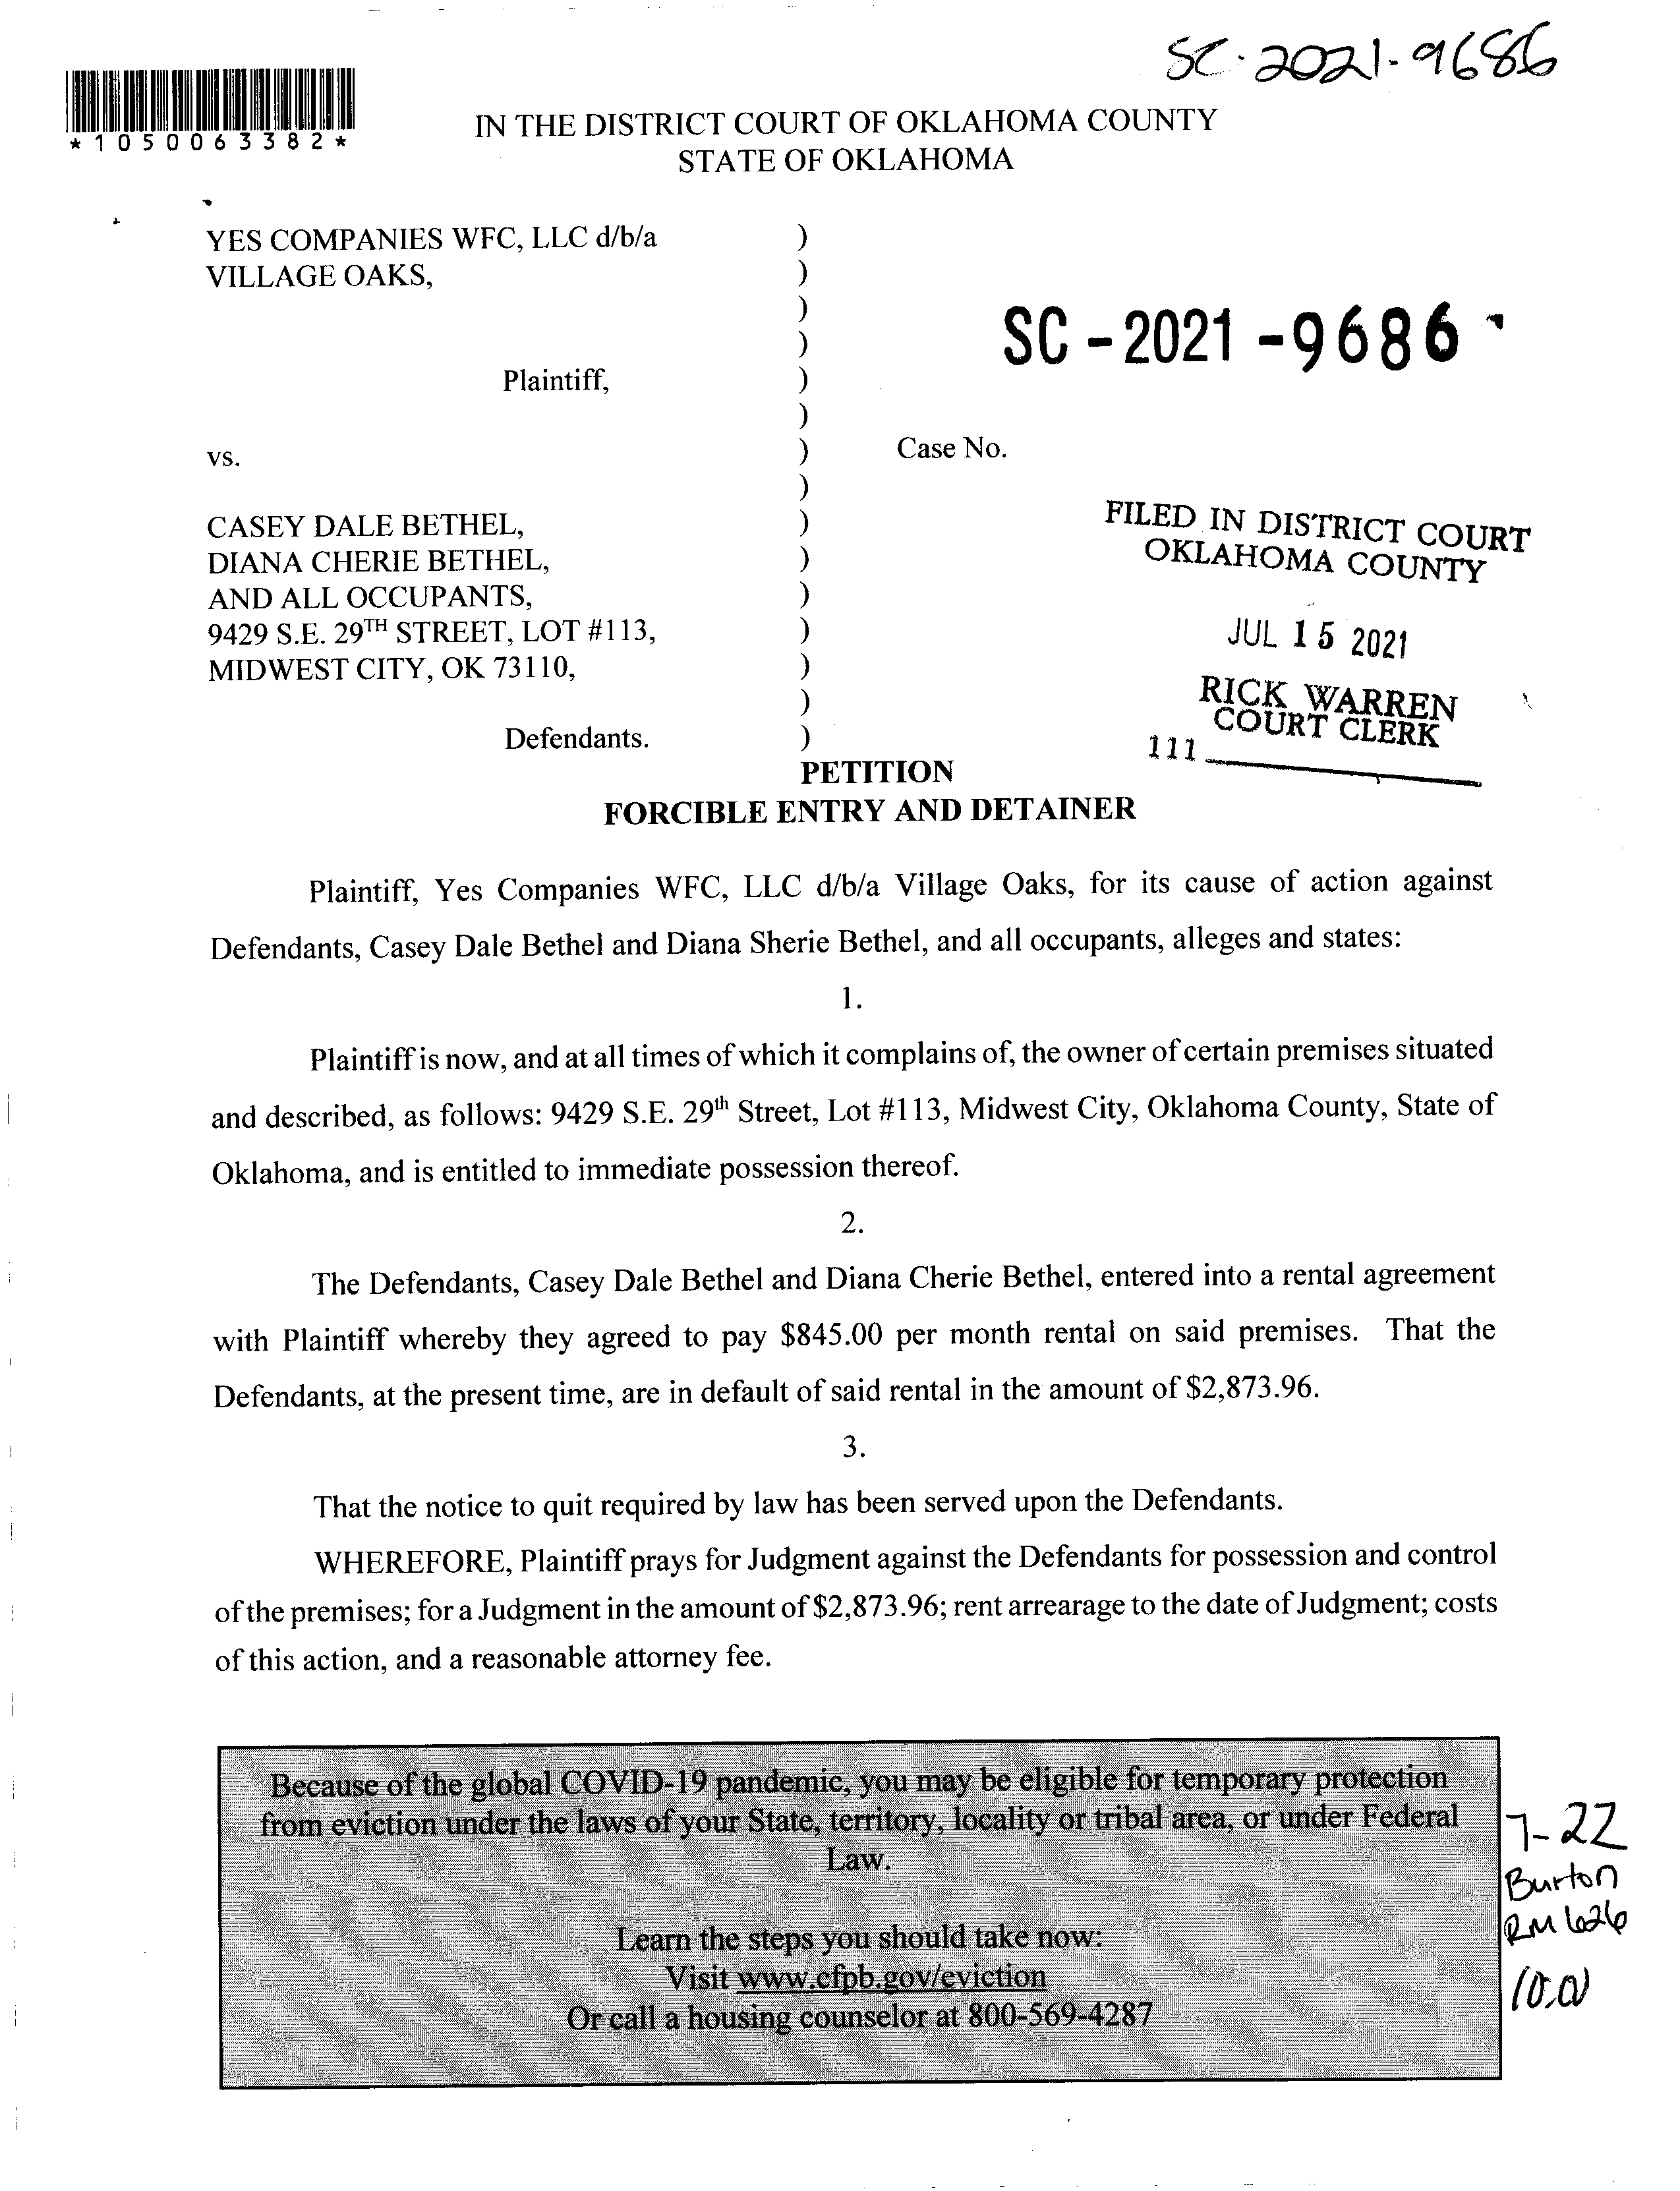 SC-2021-9686
*1050063382*
IN THE DISTRICT COURT OF OKLAHOMA COUNTY
STATE OF OKLAHOMA
YES COMPANIES WFC, LLC d/b/a )
VILLAGE OAKS, )
)
)
SC-2021-9686
Plaintiff, )
)
vs. ) Case No.
)
CASEY DALE BETHEL, )
DIANA CHERIE BETHEL, )
AND ALL OCCUPANTS, )
9429 S.E. 29TH STREET, LOT #113, )
MIDWEST CITY, OK 73110, )
)
Defendants. )
FILED IN DISTRICT COURT
OKLAHOMA COUNTY
JUL 15 2021
RICK WARREN
COURT CLERK
111
PETITION
FORCIBLE ENTRY AND DETAINER
Plaintiff, Yes Companies WFC, LLC d/b/a Village Oaks, for its cause of action against
Defendants, Casey Dale Bethel and Diana Sherie Bethel, and all occupants, alleges and states:
1.
Plaintiff is now, and at all times of which it complains of, the owner of certain premises situated
and described, as follows: 9429 S.E. 29th Street, Lot #113, Midwest City, Oklahoma County, State of
Oklahoma, and is entitled to immediate possession thereof.
2.
The Defendants, Casey Dale Bethel and Diana Cherie Bethel, entered into a rental agreement
with Plaintiff whereby they agreed to pay $845.00 per month rental on said premises. That the
Defendants, at the present time, are in default of said rental in the amount of $2,873.96.
3.
That the notice to quit required by law has been served upon the Defendants.
WHEREFORE, Plaintiff prays for Judgment against the Defendants for possession and control
of the premises; for a Judgment in the amount of $2,873.96; rent arrearage to the date of Judgment; costs
of this action, and a reasonable attorney fee.
Because of the global COVID-19 pandemic, you may be eligible for temporary protection
from eviction under the laws of your State, territory, locality or tribal area, or under Federal
Law.
Learn the steps you should take now:
Visit www.cfpb.gov/eviction
Or call a housing counselor at 800-569-4287
7-22
Burton
RM 626